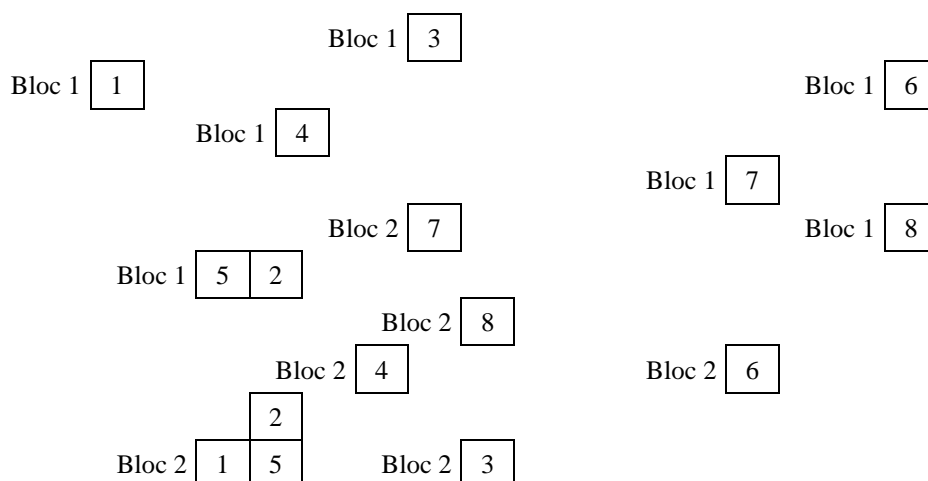 Bloc 1 3
Bloc 1 1
Bloc 1 6
Bloc 1 4
Bloc 1 7
Bloc 2 7
Bloc 1 8
Bloc 1 5 2
Bloc 2 8
Bloc 2 4
Bloc 2 6
2
Bloc 2 1 5
Bloc 2 3